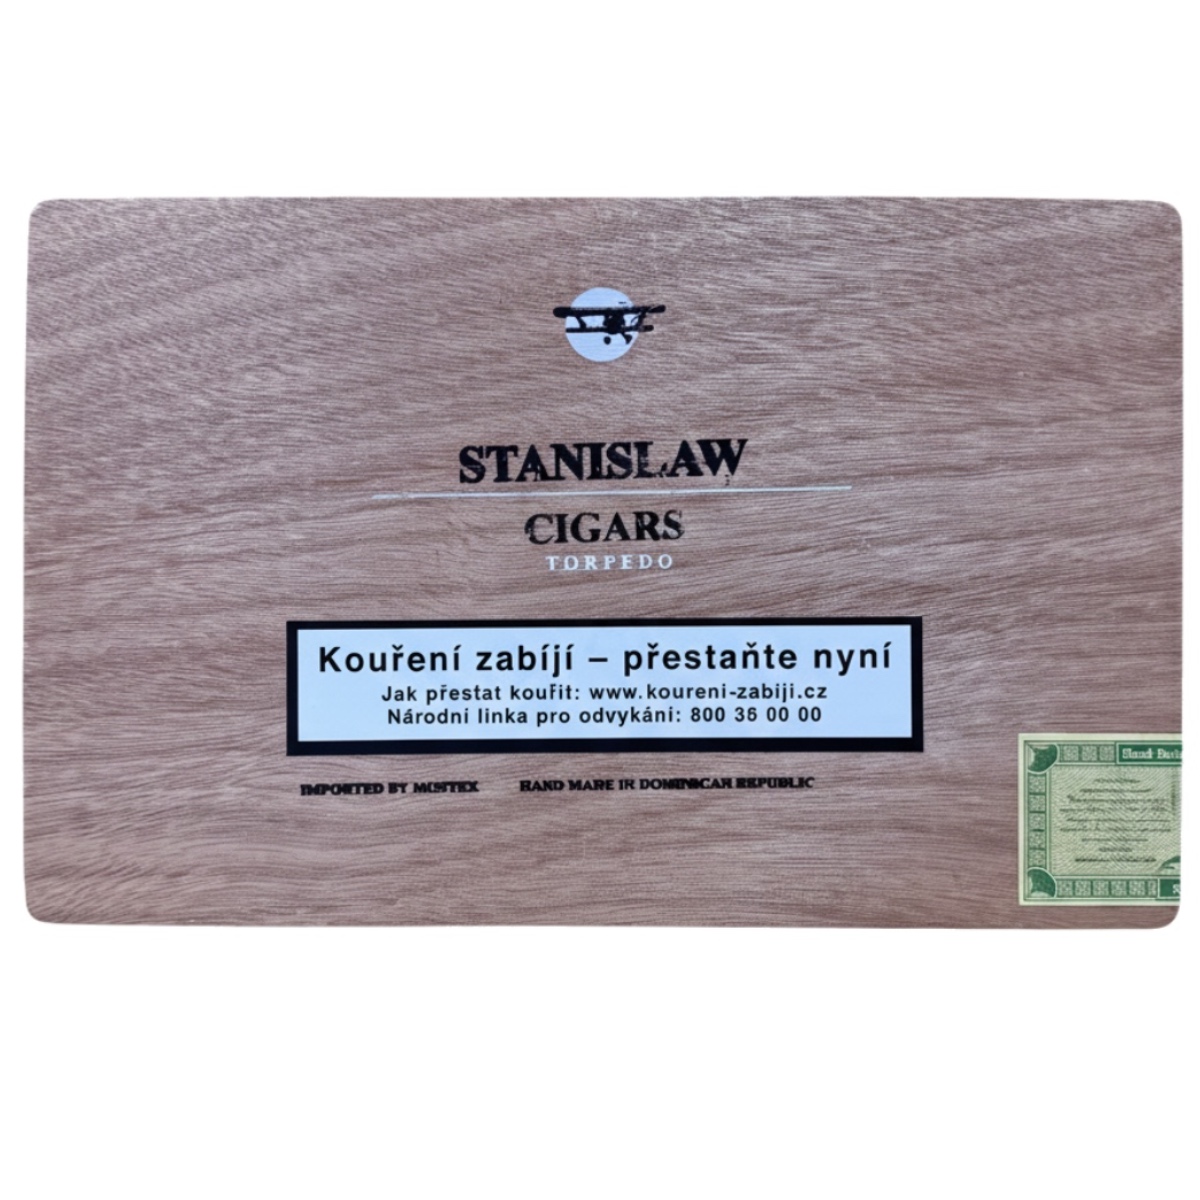 STANISLAW
CIGARS
TORPEDO
Kouření zabíjí – přestaňte nyní
Jak přestat kouřit: www.koureni-zabiji.cz
Národní linka pro odvykání: 800 36 00 00
IMPORTED BY MOSTEX HAND MADE IN DOMINICAN REPUBLIC